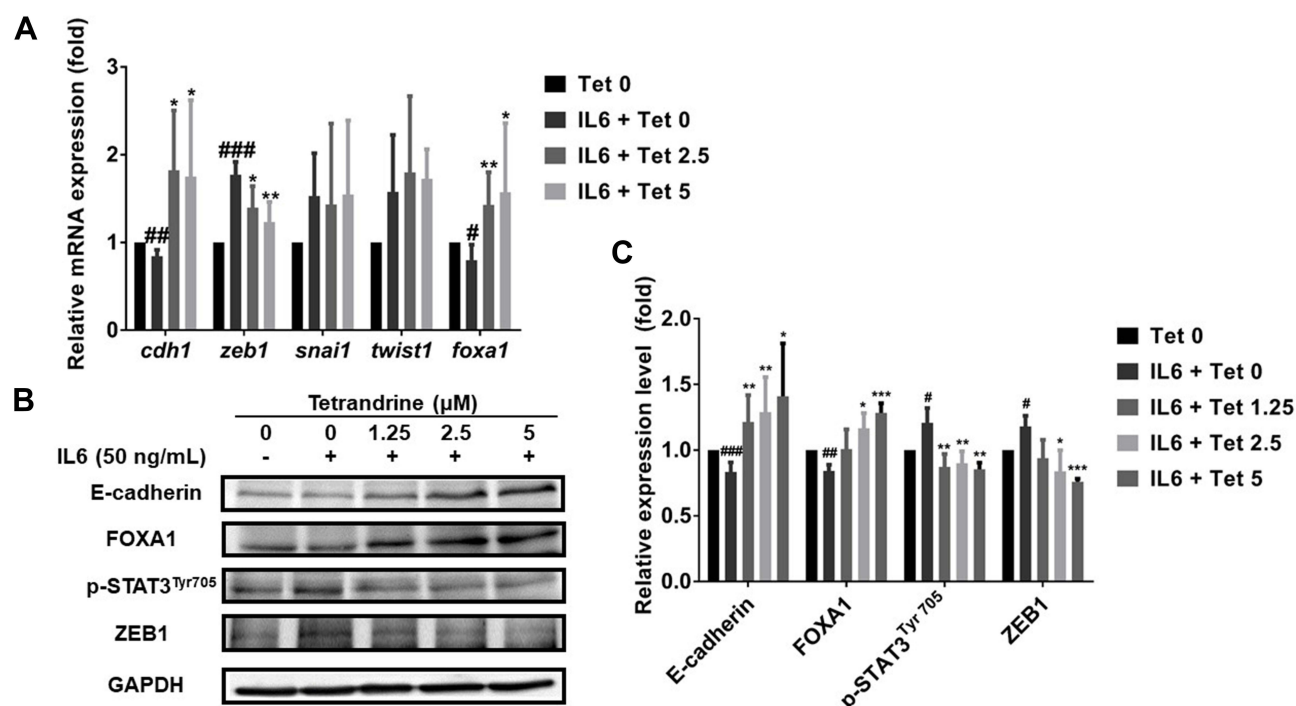 A
Relative mRNA expression (fold)
3
2
1
0
##
*
*
###
*
**
#
**
*
cdh1 zeb1 snai1 twist1 foxa1
Tet 0
IL6 + Tet 0
IL6 + Tet 2.5
IL6 + Tet 5
B
Tetrandrine (µM)
0 0 1.25 2.5 5
IL6 (50 ng/mL) - + + + +
E-cadherin
FOXA1
p-STAT3Tyr705
ZEB1
GAPDH
C
Relative expression level (fold)
2.0
1.5
1.0
0.5
0.0
###
**
**
*
##
*
***
#
**
**
**
#
*
***
E-cadherin
FOXA1
p-STAT3Tyr 705
ZEB1
Tet 0
IL6 + Tet 0
IL6 + Tet 1.25
IL6 + Tet 2.5
IL6 + Tet 5